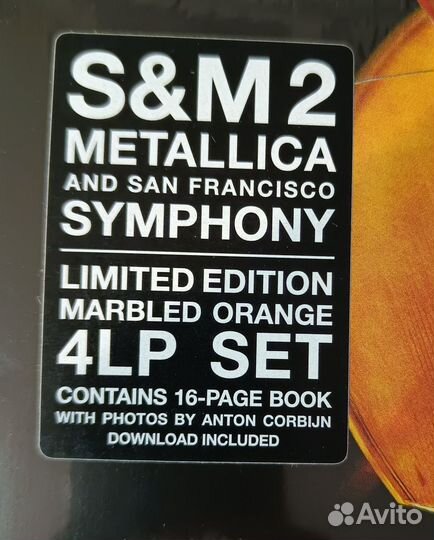 S&M 2
METALLICA
AND SAN FRANCISCO
SYMPHONY
LIMITED EDITION
MARBLED ORANGE
4LP SET
CONTAINS 16-PAGE BOOK
WITH PHOTOS BY ANTON CORBIJN
DOWNLOAD INCLUDED
Avito